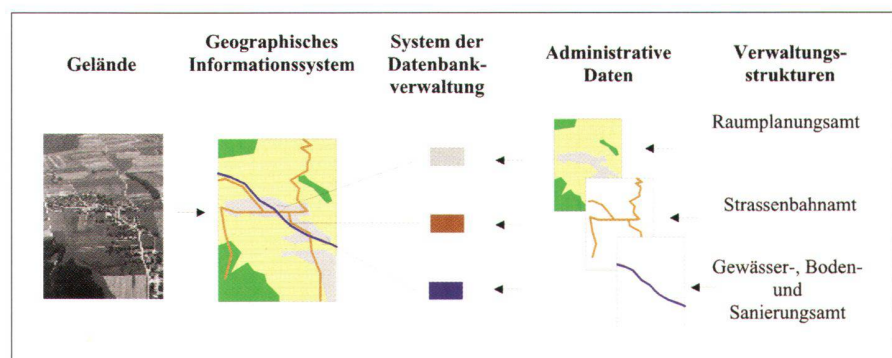 Gelände
Geographisches
Informationssystem
System der
Datenbank-
verwaltung
Administrative
Daten
Verwaltungs-
strukturen
Raumplanungsamt
Strassenbahnamt
Gewässer-, Boden-
und
Sanierungsamt